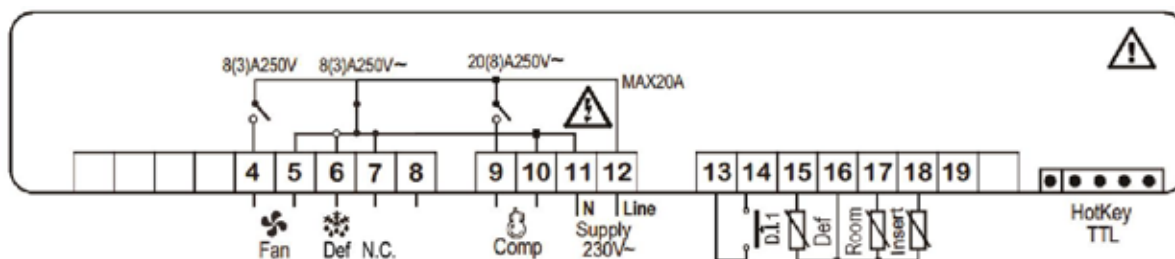 8(3)A250V 8(3)A250V~ 20(8)A250V~
MAX20A
4 5 6 7 8 9 10 11 12 13 14 15 16 17 18 19
Fan Def N.C. Comp N Line
Supply
230V~
D.I.1 Def Room Insert
HotKey
TTL